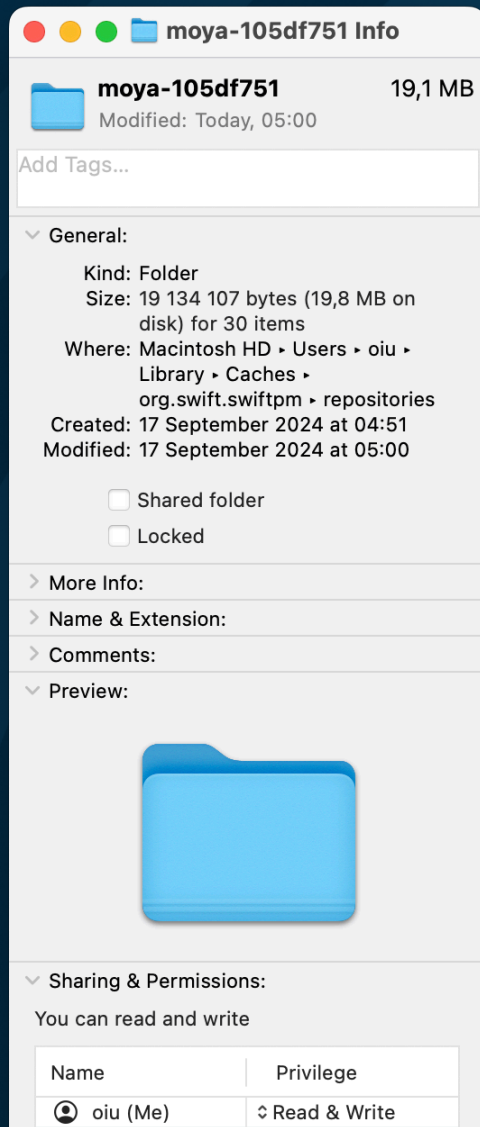 moya-105df751 Info
moya-105df751 19,1 MB
Modified: Today, 05:00
Add Tags...
General:
Kind: Folder
Size: 19 134 107 bytes (19,8 MB on
disk) for 30 items
Where: Macintosh HD ▸ Users ▸ oiu ▸
Library ▸ Caches ▸
org.swift.swiftpm ▸ repositories
Created: 17 September 2024 at 04:51
Modified: 17 September 2024 at 05:00
Shared folder
Locked
More Info:
Name & Extension:
Comments:
Preview:
Sharing & Permissions:
You can read and write
Name Privilege
oiu (Me) Read & Write